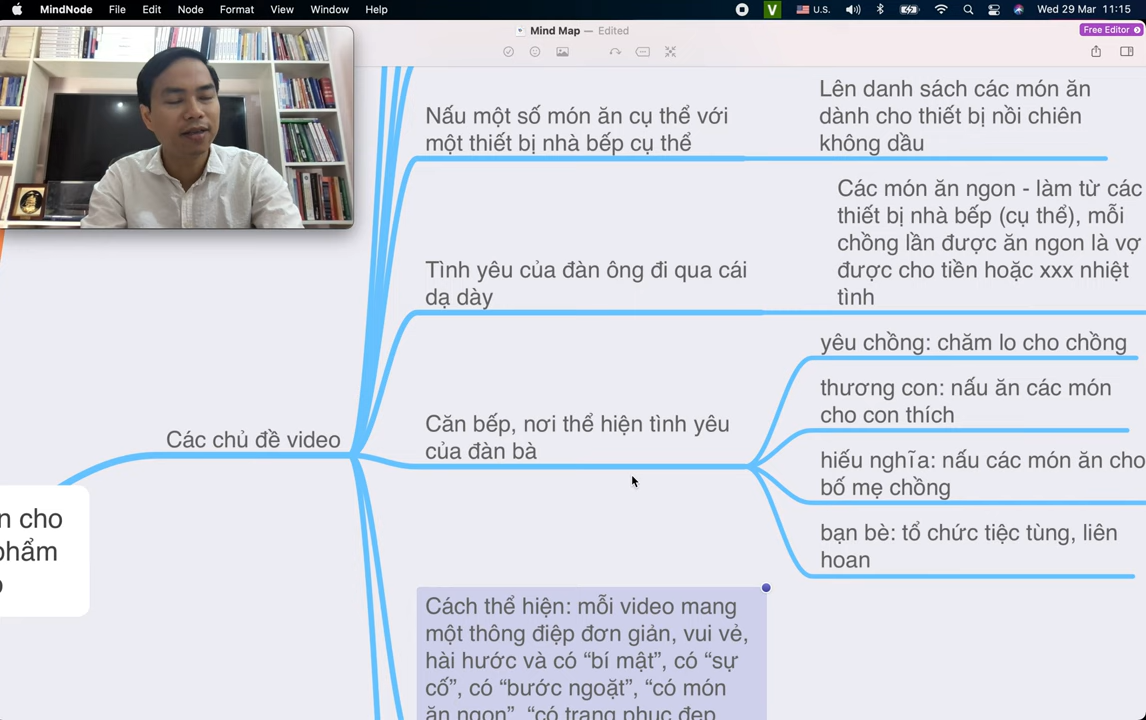 MindNode File Edit Node Format View Window Help V U.S. Wed 29 Mar 11:15
Mind Map — Edited
Free Editor
Nấu một số món ăn cụ thể với
một thiết bị nhà bếp cụ thể
Lên danh sách các món ăn
dành cho thiết bị nồi chiên
không dầu
Tình yêu của đàn ông đi qua cái
dạ dày
Các món ăn ngon - làm từ các
thiết bị nhà bếp (cụ thể), mỗi
chồng lần được ăn ngon là vợ
được cho tiền hoặc xxx nhiệt
tình
Các chủ đề video
Căn bếp, nơi thể hiện tình yêu
của đàn bà
yêu chồng: chăm lo cho chồng
thương con: nấu ăn các món
cho con thích
hiếu nghĩa: nấu các món ăn cho
bố mẹ chồng
bạn bè: tổ chức tiệc tùng, liên
hoan
n cho
phẩm
Cách thể hiện: mỗi video mang
một thông điệp đơn giản, vui vẻ,
hài hước và có “bí mật”, có “sự
cố”, có “bước ngoặt”, “có món
ăn ngon”, “có trang phục đẹp